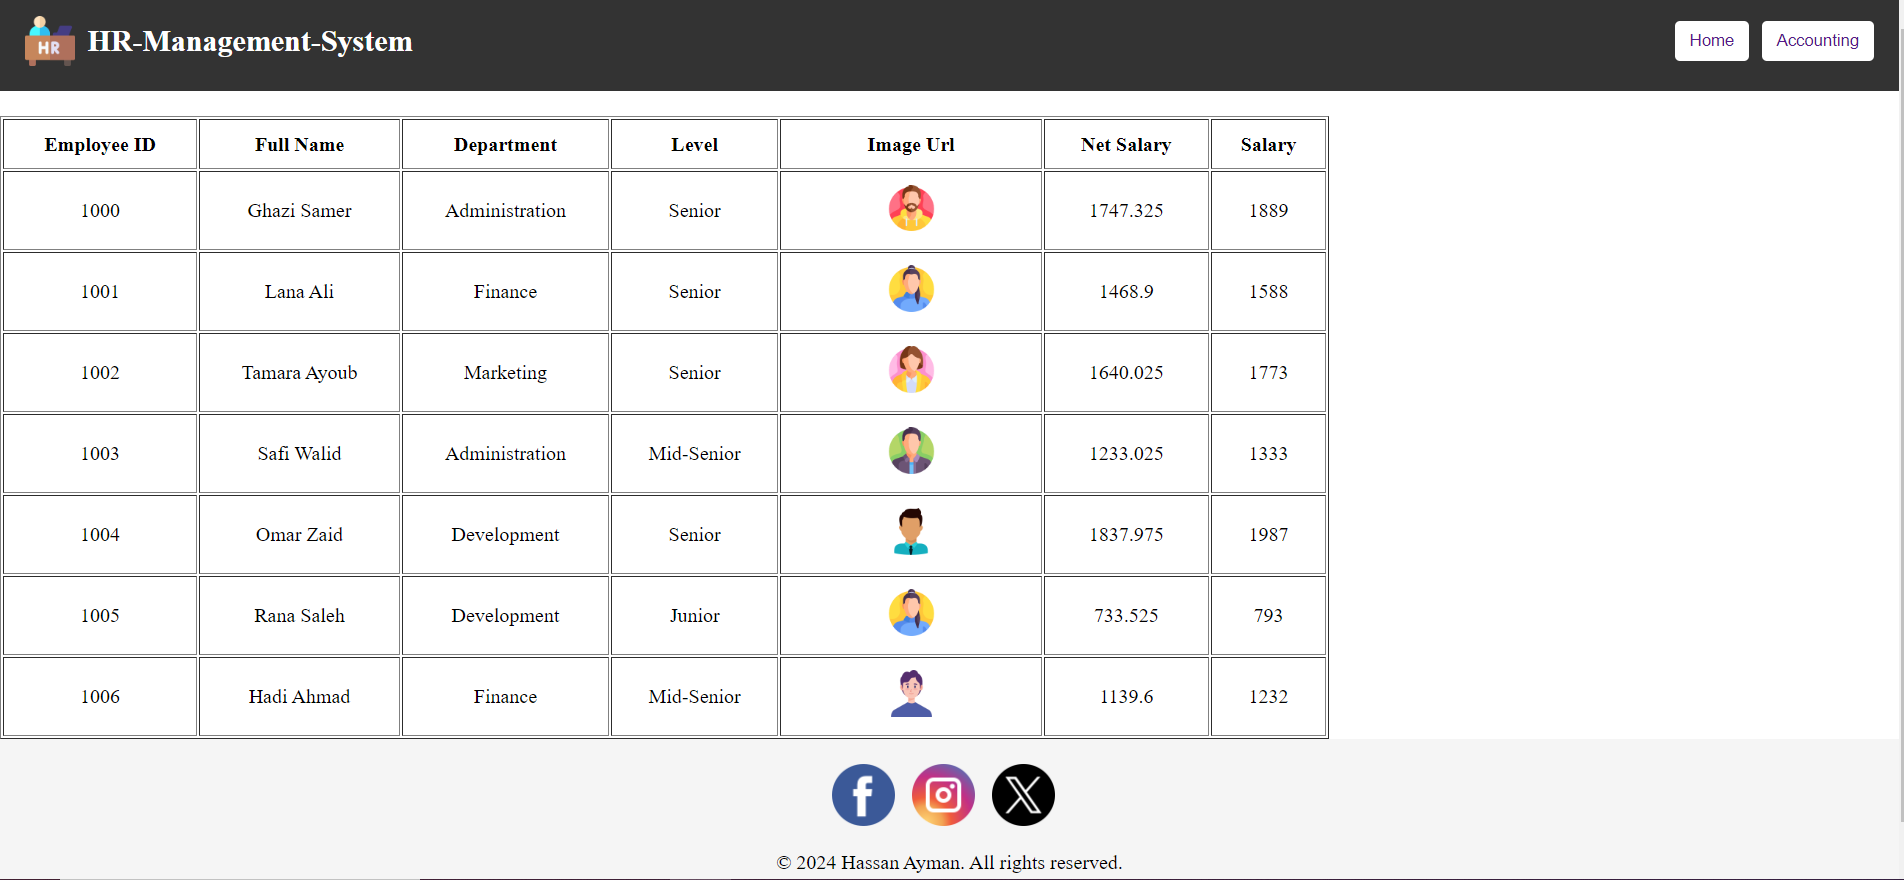 HR HR-Management-System Home Accounting
Employee ID Full Name Department Level Image Url Net Salary Salary
1000 Ghazi Samer Administration Senior 1747.325 1889
1001 Lana Ali Finance Senior 1468.9 1588
1002 Tamara Ayoub Marketing Senior 1640.025 1773
1003 Safi Walid Administration Mid-Senior 1233.025 1333
1004 Omar Zaid Development Senior 1837.975 1987
1005 Rana Saleh Development Junior 733.525 793
1006 Hadi Ahmad Finance Mid-Senior 1139.6 1232
© 2024 Hassan Ayman. All rights reserved.